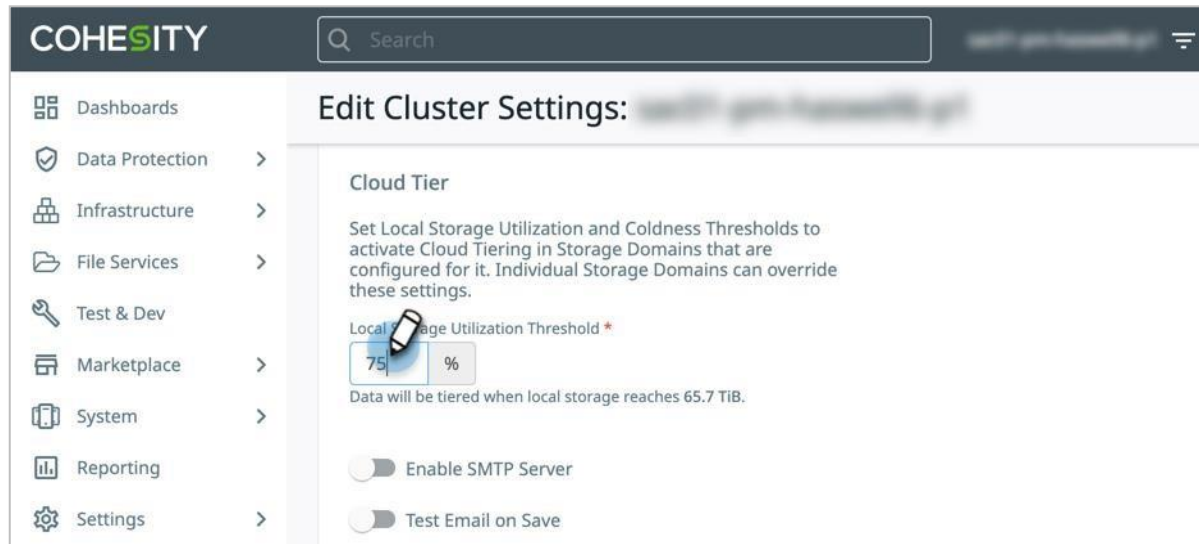 COHESITY
Search
Edit Cluster Settings:
Dashboards
Data Protection
Infrastructure
File Services
Test & Dev
Marketplace
System
Reporting
Settings
Cloud Tier
Set Local Storage Utilization and Coldness Thresholds to
activate Cloud Tiering in Storage Domains that are
configured for it. Individual Storage Domains can override
these settings.
Local Storage Utilization Threshold *
75 %
Data will be tiered when local storage reaches 65.7 TiB.
Enable SMTP Server
Test Email on Save